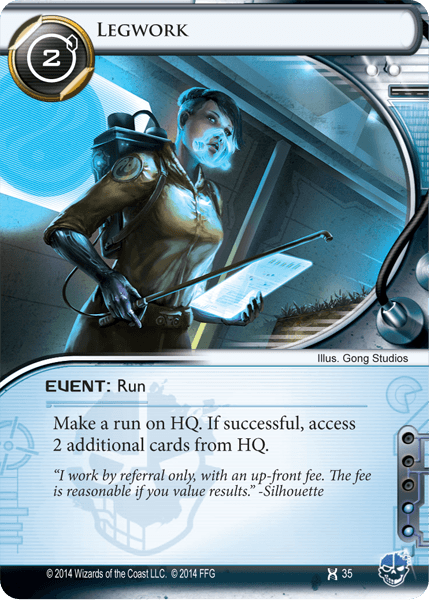 LEGWORK
2
Illus. Gong Studios
EVENT: Run
Make a run on HQ. If successful, access
2 additional cards from HQ.
“I work by referral only, with an up-front fee. The fee
is reasonable if you value results.” -Silhouette
© 2014 Wizards of the Coast LLC. © 2014 FFG
35